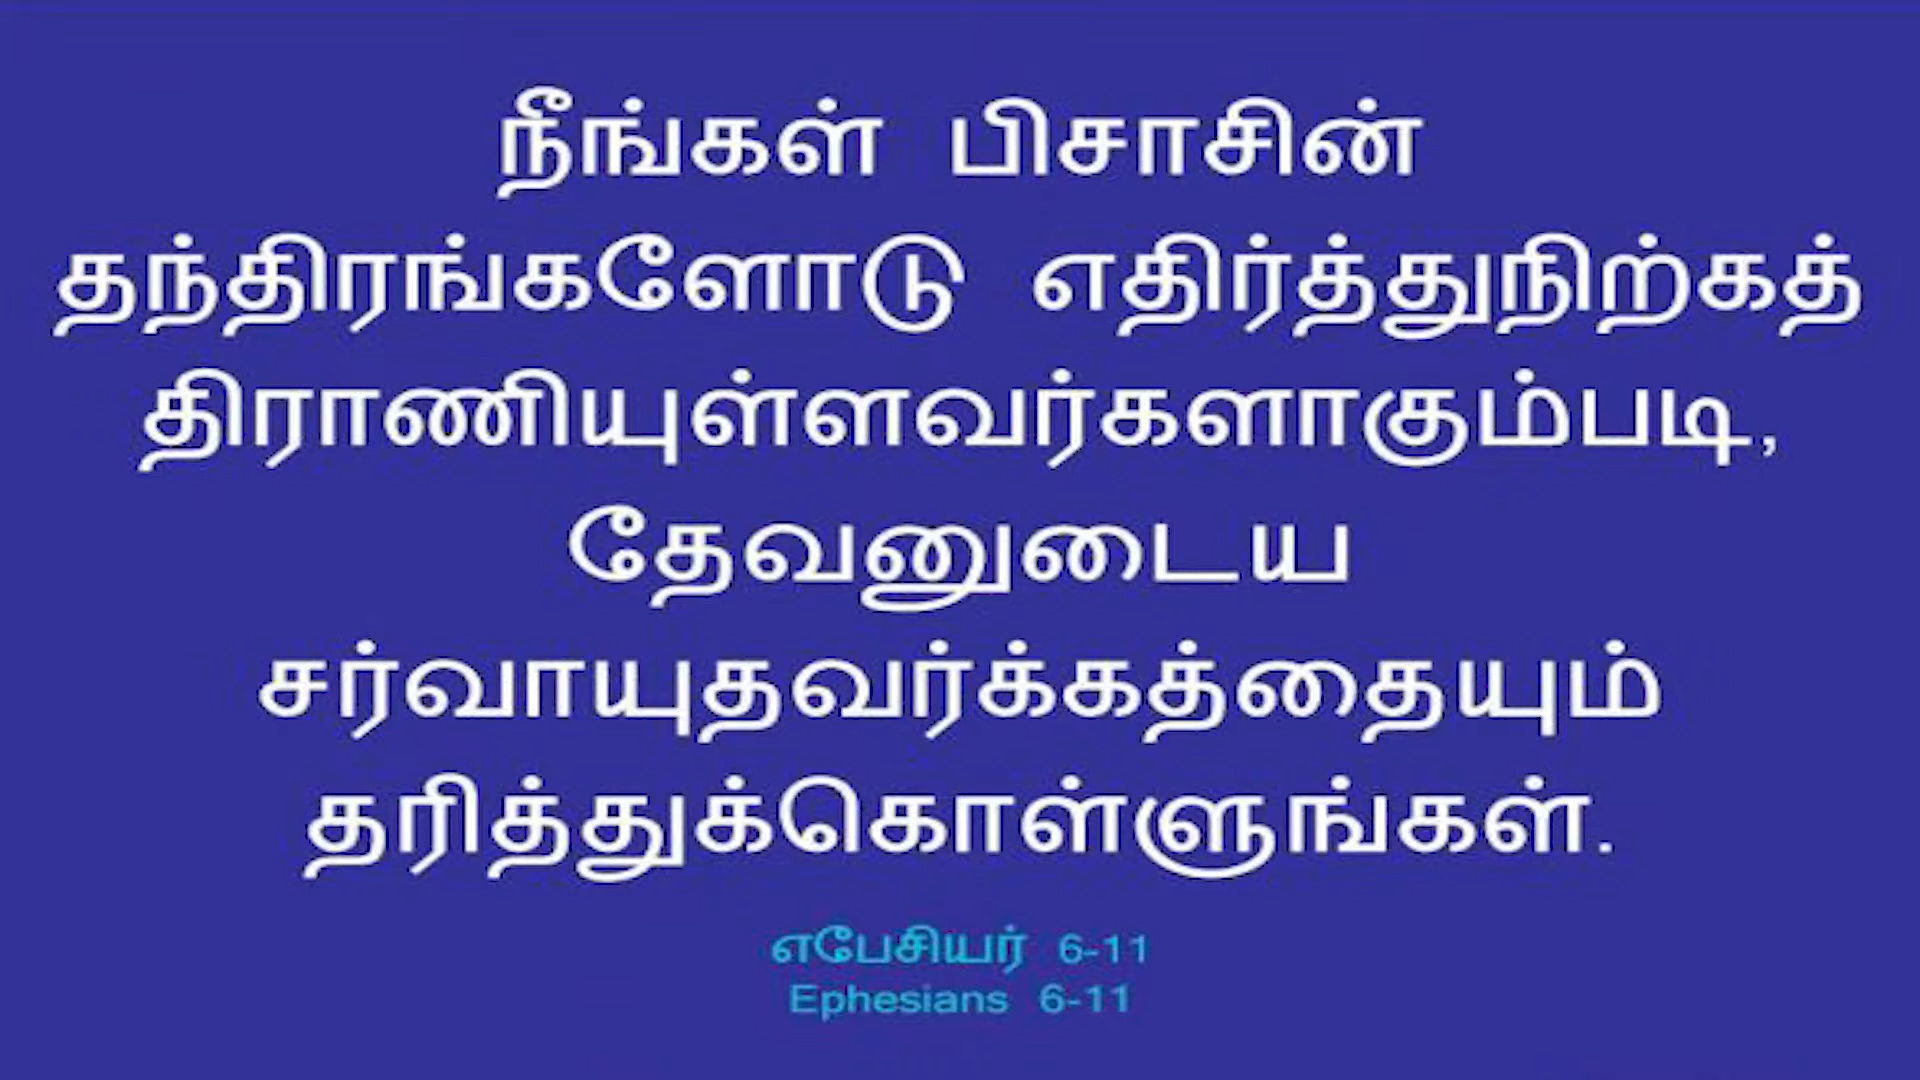 நீங்கள் பிசாசின்
தந்திரங்களோடு எதிர்த்துநிற்கத்
திராணியுள்ளவர்களாகும்படி,
தேவனுடைய
சர்வாயுதவர்க்கத்தையும்
தரித்துக்கொள்ளுங்கள்.
எபேசியர் 6-11
Ephesians 6-11